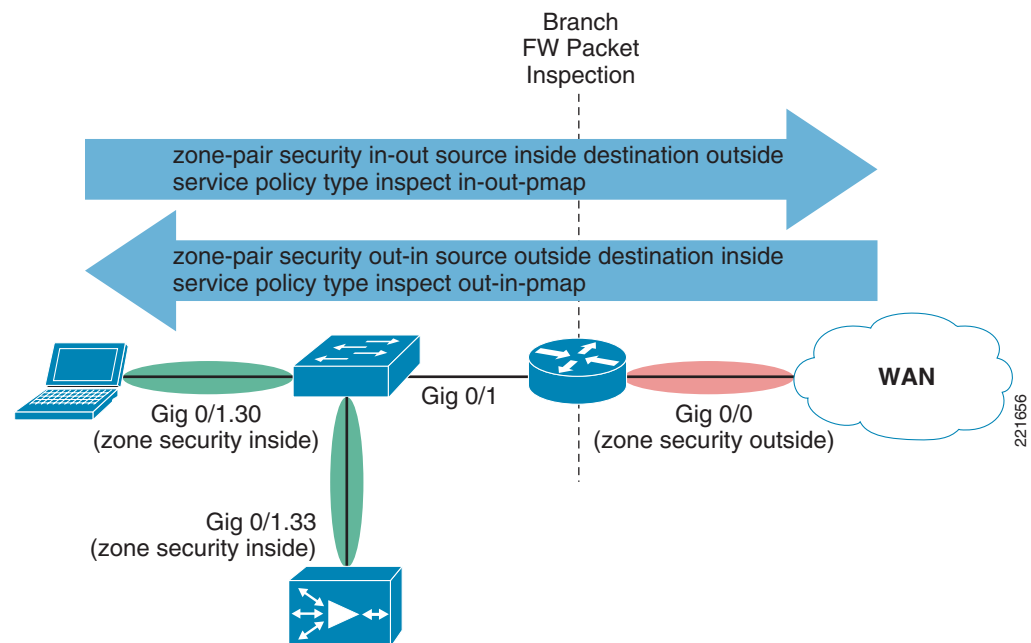 Branch
FW Packet
Inspection
zone-pair security in-out source inside destination outside
service policy type inspect in-out-pmap
zone-pair security out-in source outside destination inside
service policy type inspect out-in-pmap
Gig 0/1
WAN
Gig 0/1.30
(zone security inside)
Gig 0/0
(zone security outside)
221656
Gig 0/1.33
(zone security inside)